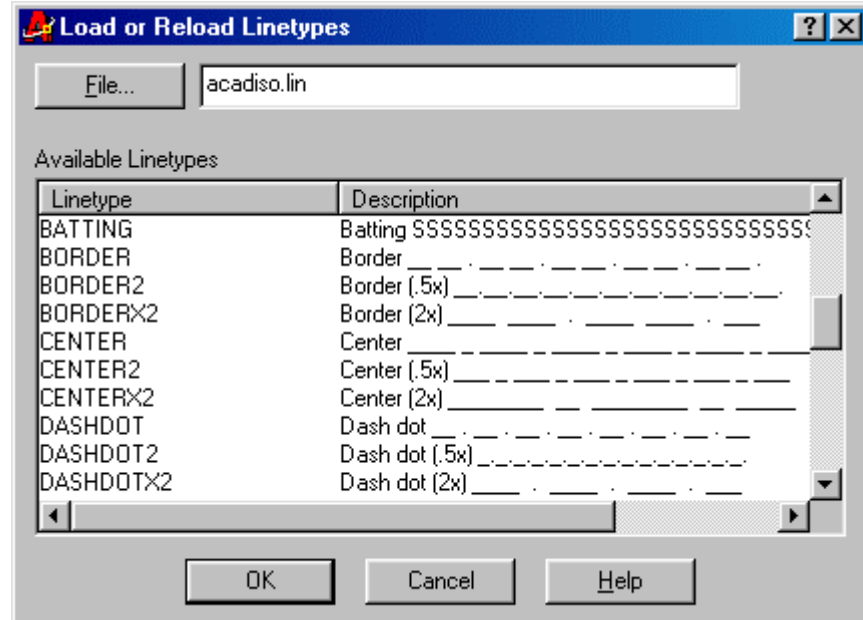 Load or Reload Linetypes
File... acadiso.lin
Available Linetypes
Linetype Description
BATTING Batting SSSSSSSSSSSSSSSSSSSSSSSSSSSSS
BORDER Border __ __ . __ __ . __ __ . __ __ . __ __ .
BORDER2 Border (.5x) __.__.__.__.__.__.__.__.__.__.__.
BORDERX2 Border (2x) ____ ____ . ____ ____ . ___
CENTER Center ____ _ ____ _ ____ _ ____ _ ____ _ ____
CENTER2 Center (.5x) ___ _ ___ _ ___ _ ___ _ ___ _ ___
CENTERX2 Center (2x) ________ __ ________ __ _____
DASHDOT Dash dot __ . __ . __ . __ . __ . __ . __ . __
DASHDOT2 Dash dot (.5x) _._._._._._._._._._._._._._.
DASHDOTX2 Dash dot (2x) ____ . ____ . ____ . ___
OK Cancel Help